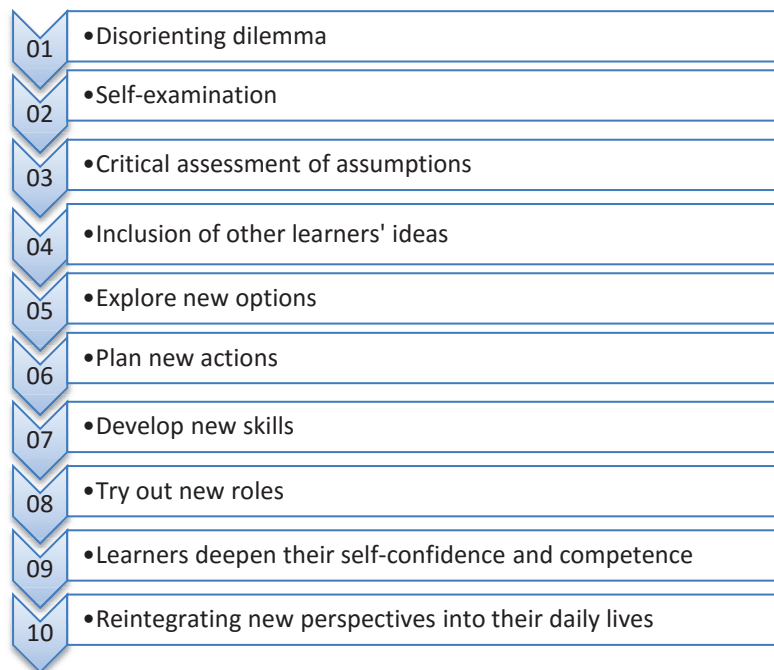 01 •Disorienting dilemma
02 •Self-examination
03 •Critical assessment of assumptions
04 •Inclusion of other learners' ideas
05 •Explore new options
06 •Plan new actions
07 •Develop new skills
08 •Try out new roles
09 •Learners deepen their self-confidence and competence
10 •Reintegrating new perspectives into their daily lives